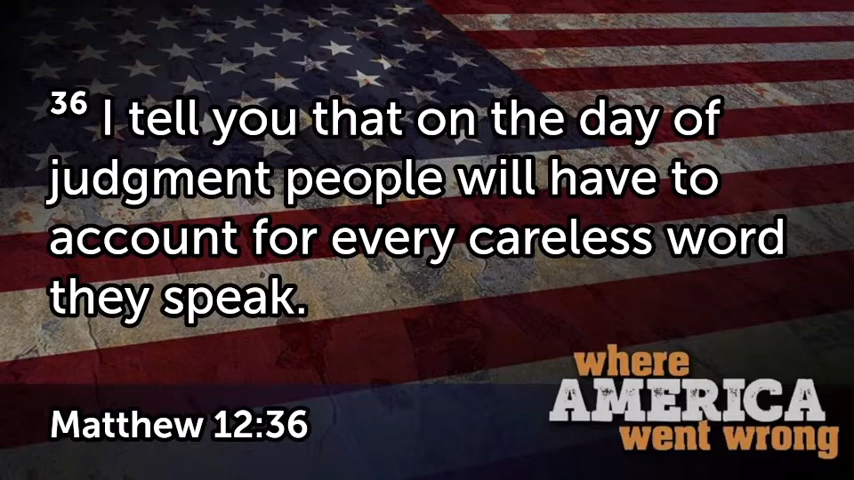 36 I tell you that on the day of
judgment people will have to
account for every careless word
they speak.
Matthew 12:36
where
AMERICA
went wrong